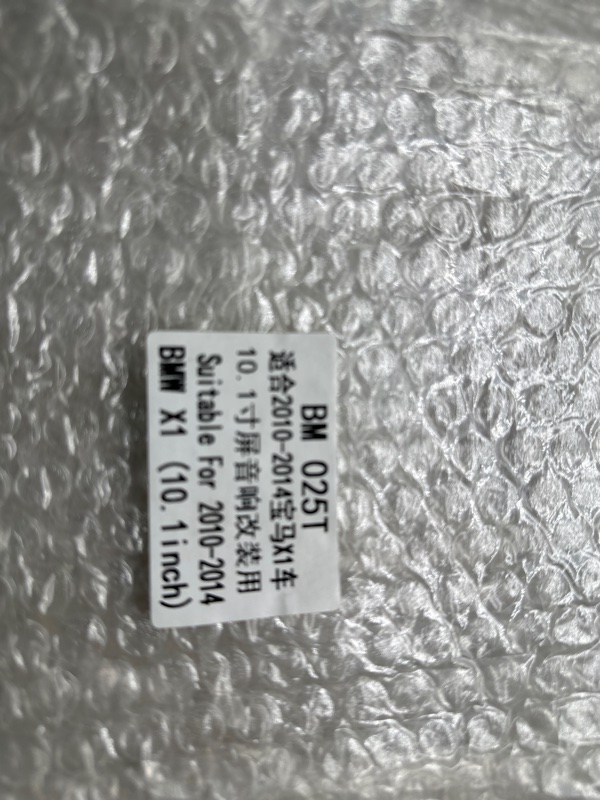 BM 025T
适合2010-2014宝马X1车
10.1寸屏音响改装用
Suitable For 2010-2014
BMW X1 (10.1inch)